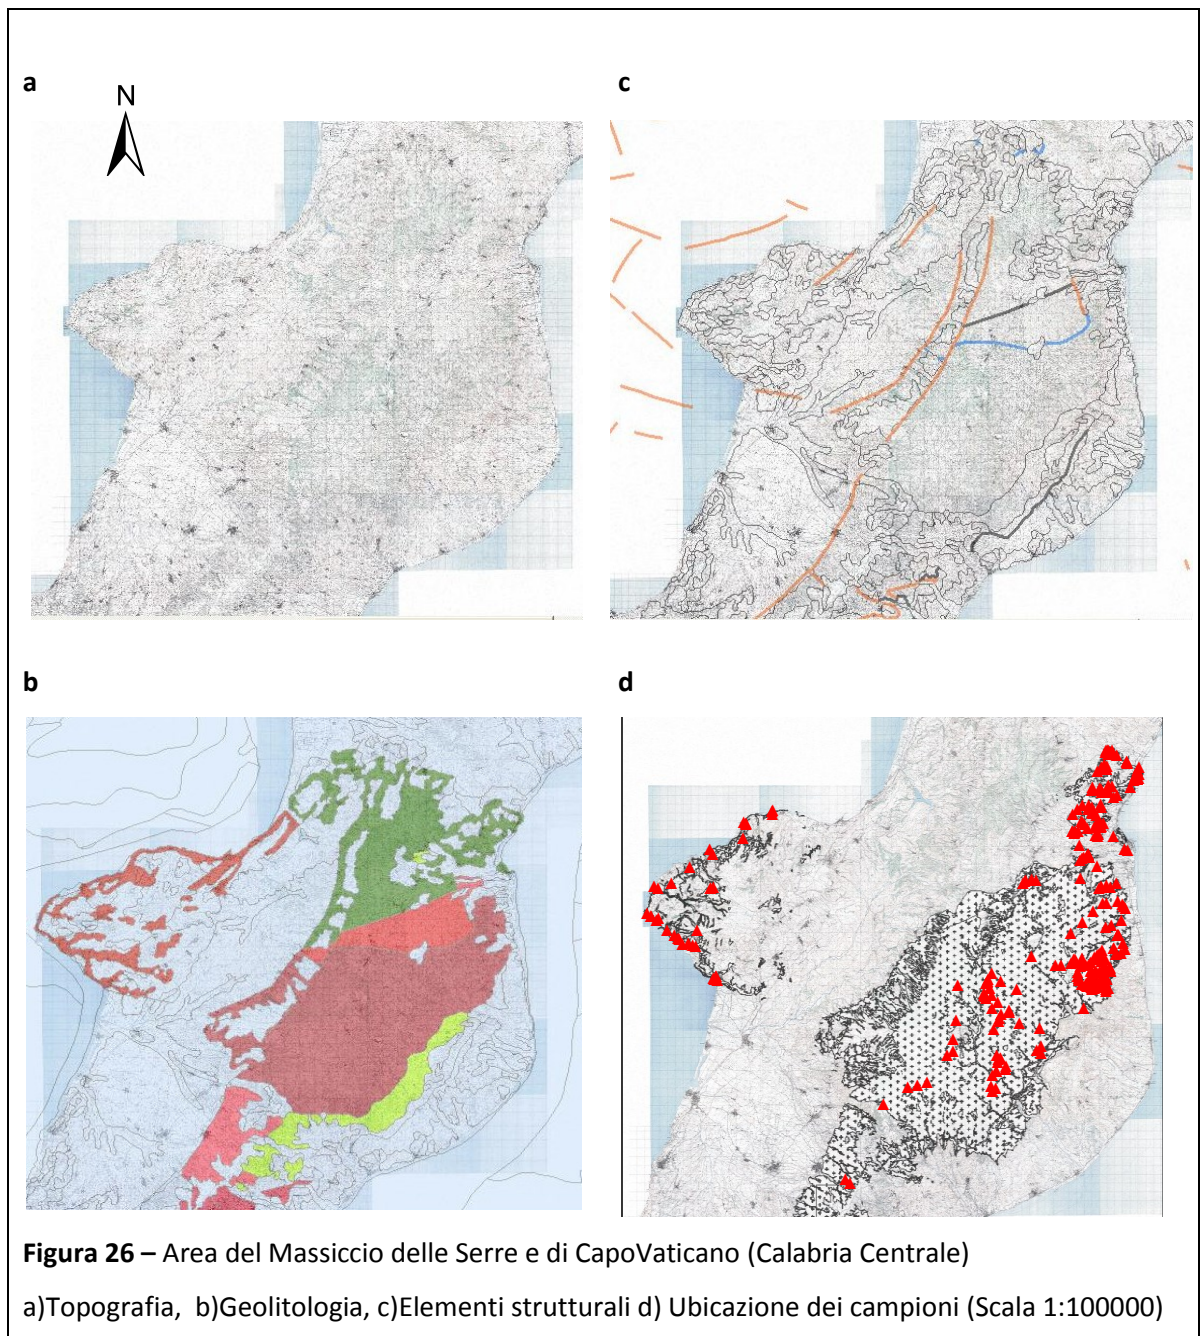 a
c
N
b
d
Figura 26 – Area del Massiccio delle Serre e di CapoVaticano (Calabria Centrale)
a)Topografia, b)Geolitologia, c)Elementi strutturali d) Ubicazione dei campioni (Scala 1:100000)